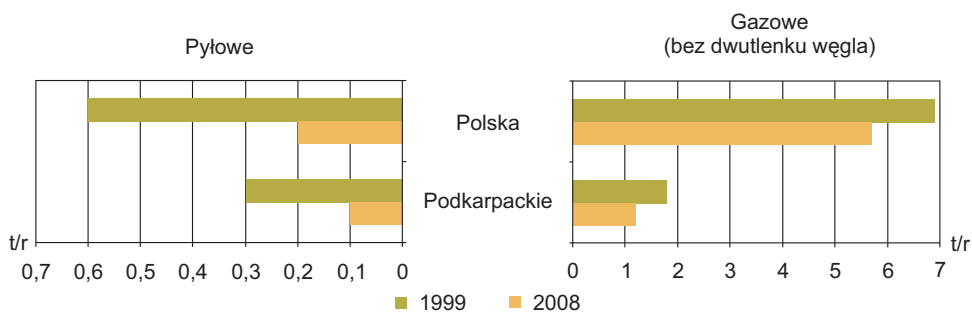 Pyłowe
Gazowe
(bez dwutlenku węgla)
Polska
Podkarpackie
t/r
t/r
0,7 0,6 0,5 0,4 0,3 0,2 0,1 0
0 1 2 3 4 5 6 7
1999 2008